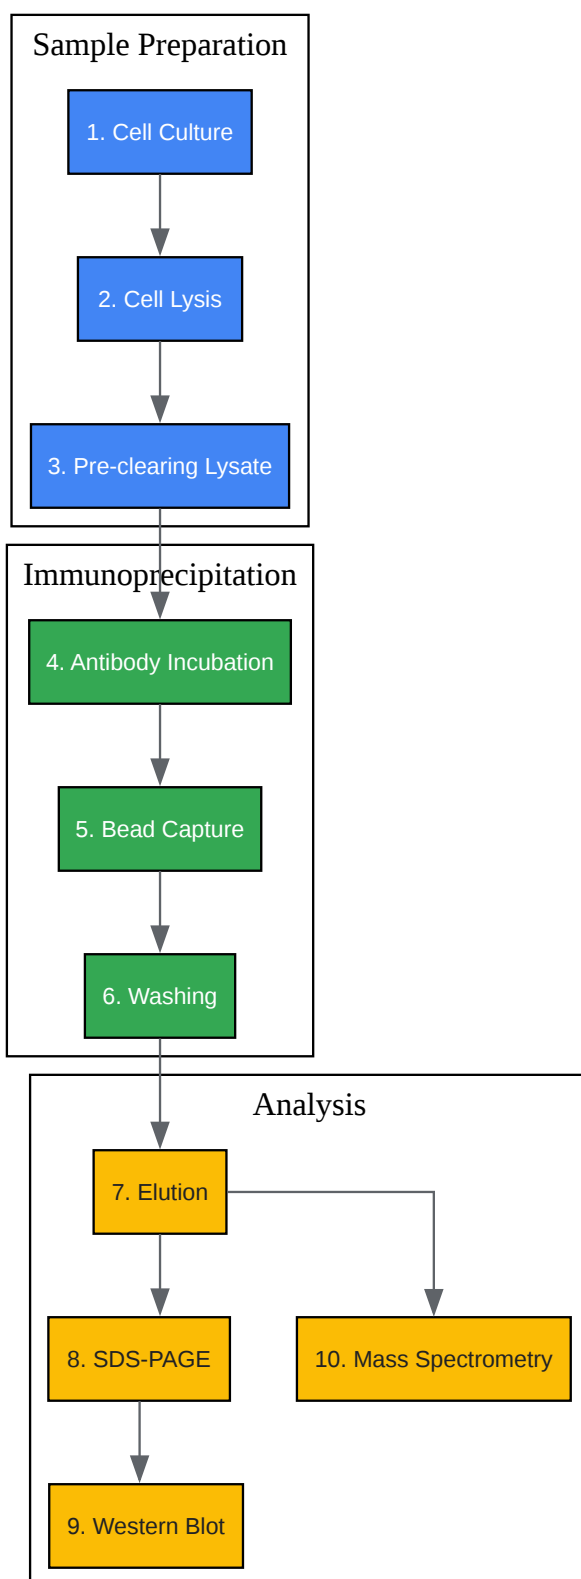 Sample Preparation
1. Cell Culture
2. Cell Lysis
3. Pre-clearing Lysate
Immunoprecipitation
4. Antibody Incubation
5. Bead Capture
6. Washing
Analysis
7. Elution
8. SDS-PAGE
10. Mass Spectrometry
9. Western Blot